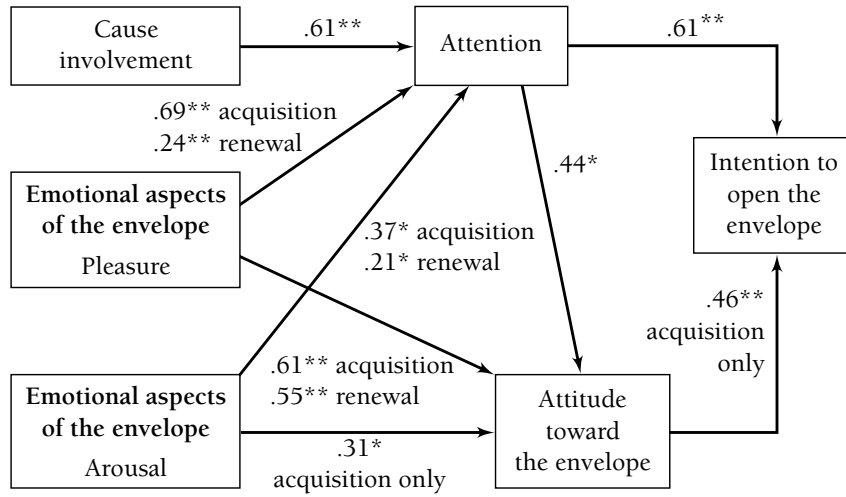 Cause
involvement
.61**
Attention
.61**
.69** acquisition
.24** renewal
Emotional aspects
of the envelope
Pleasure
.37* acquisition
.21* renewal
.44*
Intention to
open the
envelope
.46**
acquisition
only
Emotional aspects
of the envelope
Arousal
.61** acquisition
.55** renewal
.31*
acquisition only
Attitude
toward
the envelope